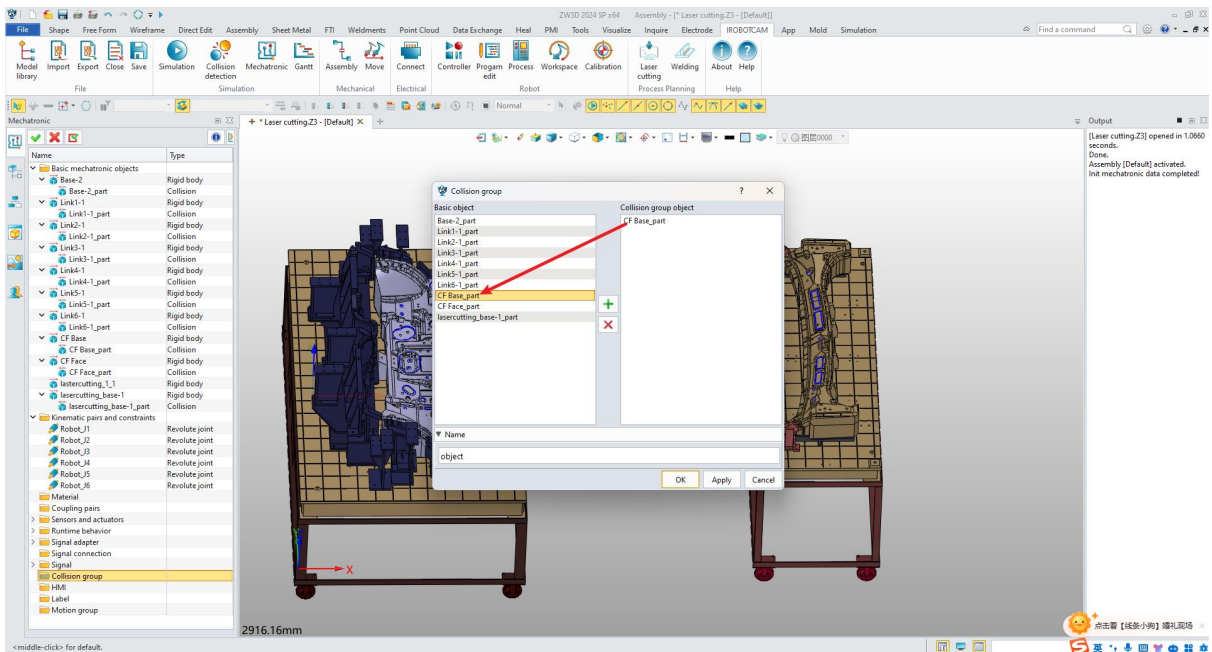 ZW3D 2024 SP x64 Assembly - [* Laser cutting.Z3 - [Default]]
File Shape Free Form Wireframe Direct Edit Assembly Sheet Metal FTI Weldments Point Cloud Data Exchange Heal PMI Tools Visualize Inquire Electrode IROBOTCAM App Mold Simulation Find a command
Model library Import Export Close Save Simulation Collision detection Mechatronic Gantt Assembly Move Connect Controller Progam edit Process Workspace Calibration Laser cutting Welding About Help
File Simulation Mechanical Electrical Robot Process Planning Help
Normal
Mechatronic
+ * Laser cutting.Z3 - [Default] × +
Output
图层0000
[Laser cutting.Z3] opened in 1.0660 seconds.
Done.
Assembly [Default] activated.
Init mechatronic data completed!
Name Type
Basic mechatronic objects
Base-2 Rigid body
Base-2_part Collision
Link1-1 Rigid body
Link1-1_part Collision
Link2-1 Rigid body
Link2-1_part Collision
Link3-1 Rigid body
Link3-1_part Collision
Link4-1 Rigid body
Link4-1_part Collision
Link5-1 Rigid body
Link5-1_part Collision
Link6-1 Rigid body
Link6-1_part Collision
CF Base Rigid body
CF Base_part Collision
CF Face Rigid body
CF Face_part Collision
lastercutting_1_1 Rigid body
lasercutting_base-1 Rigid body
lasercutting_base-1_part Collision
Kinematic pairs and constraints
Robot_J1 Revolute joint
Robot_J2 Revolute joint
Robot_J3 Revolute joint
Robot_J4 Revolute joint
Robot_J5 Revolute joint
Robot_J6 Revolute joint
Material
Coupling pairs
Sensors and actuators
Runtime behavior
Signal adapter
Signal connection
Signal
Collision group
HMI
Label
Motion group
Collision group ? ×
Basic object Collision group object
Base-2_part
Link1-1_part
Link2-1_part
Link3-1_part
Link4-1_part
Link5-1_part
Link6-1_part
CF Base_part
CF Face_part
lasercutting_base-1_part
CF Base_part
Name
object
OK Apply Cancel
Y
X
2916.16mm
点击看【线条小狗】婚礼现场
<middle-click> for default.
英